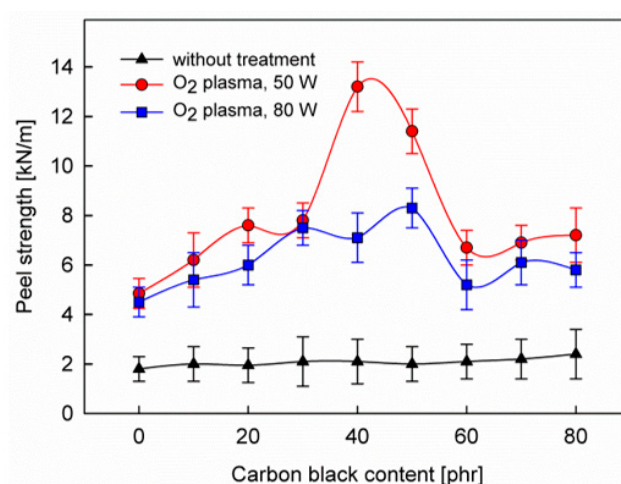 without treatment
O2 plasma, 50 W
O2 plasma, 80 W
14
12
10
8
6
4
2
0
Peel strength [kN/m]
0 20 40 60 80
Carbon black content [phr]